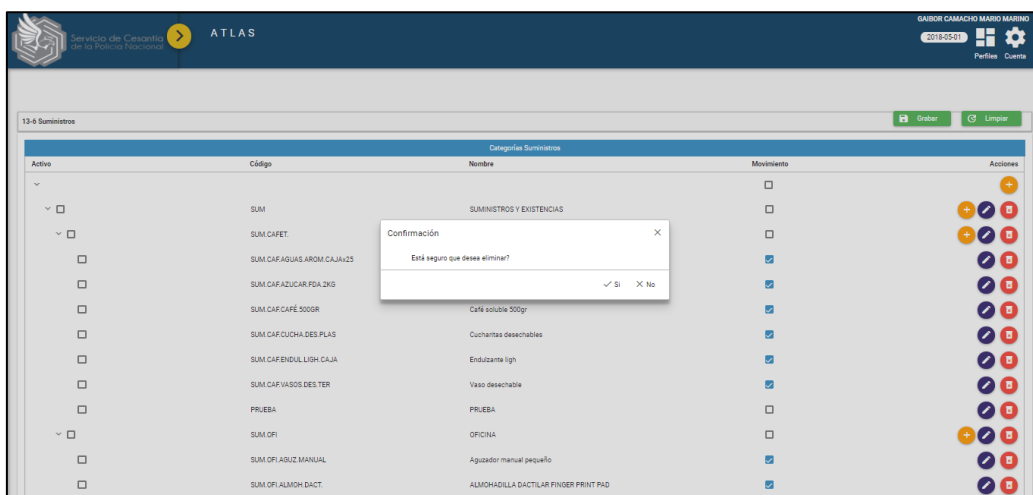 GAIBOR CAMACHO MARIO MARINO
Servicio de Cesantía
de la Policía Nacional
ATLAS
2018-05-01
Perfiles Cuenta
13-6 Suministros
Grabar
Limpiar
Categorías Suministros
Activo Código Nombre Movimiento Acciones
SUM SUMINISTROS Y EXISTENCIAS
SUM.CAFET.
Confirmación
Está seguro que desea eliminar?
Si No
SUM.CAF.AGUAS.AROM.CAJAx25
SUM.CAF.AZUCAR.FDA.2KG
SUM.CAF.CAFÉ.500GR Café soluble 500gr
SUM.CAF.CUCHA.DES.PLAS Cucharitas desechables
SUM.CAF.ENDUL.LIGH.CAJA Endulzante ligh
SUM.CAF.VASOS.DES.TER Vaso desechable
PRUEBA PRUEBA
SUM.OFI OFICINA
SUM.OFI.AGUZ.MANUAL Aguzador manual pequeño
SUM.OFI.ALMOH.DACT. ALMOHADILLA DACTILAR FINGER PRINT PAD